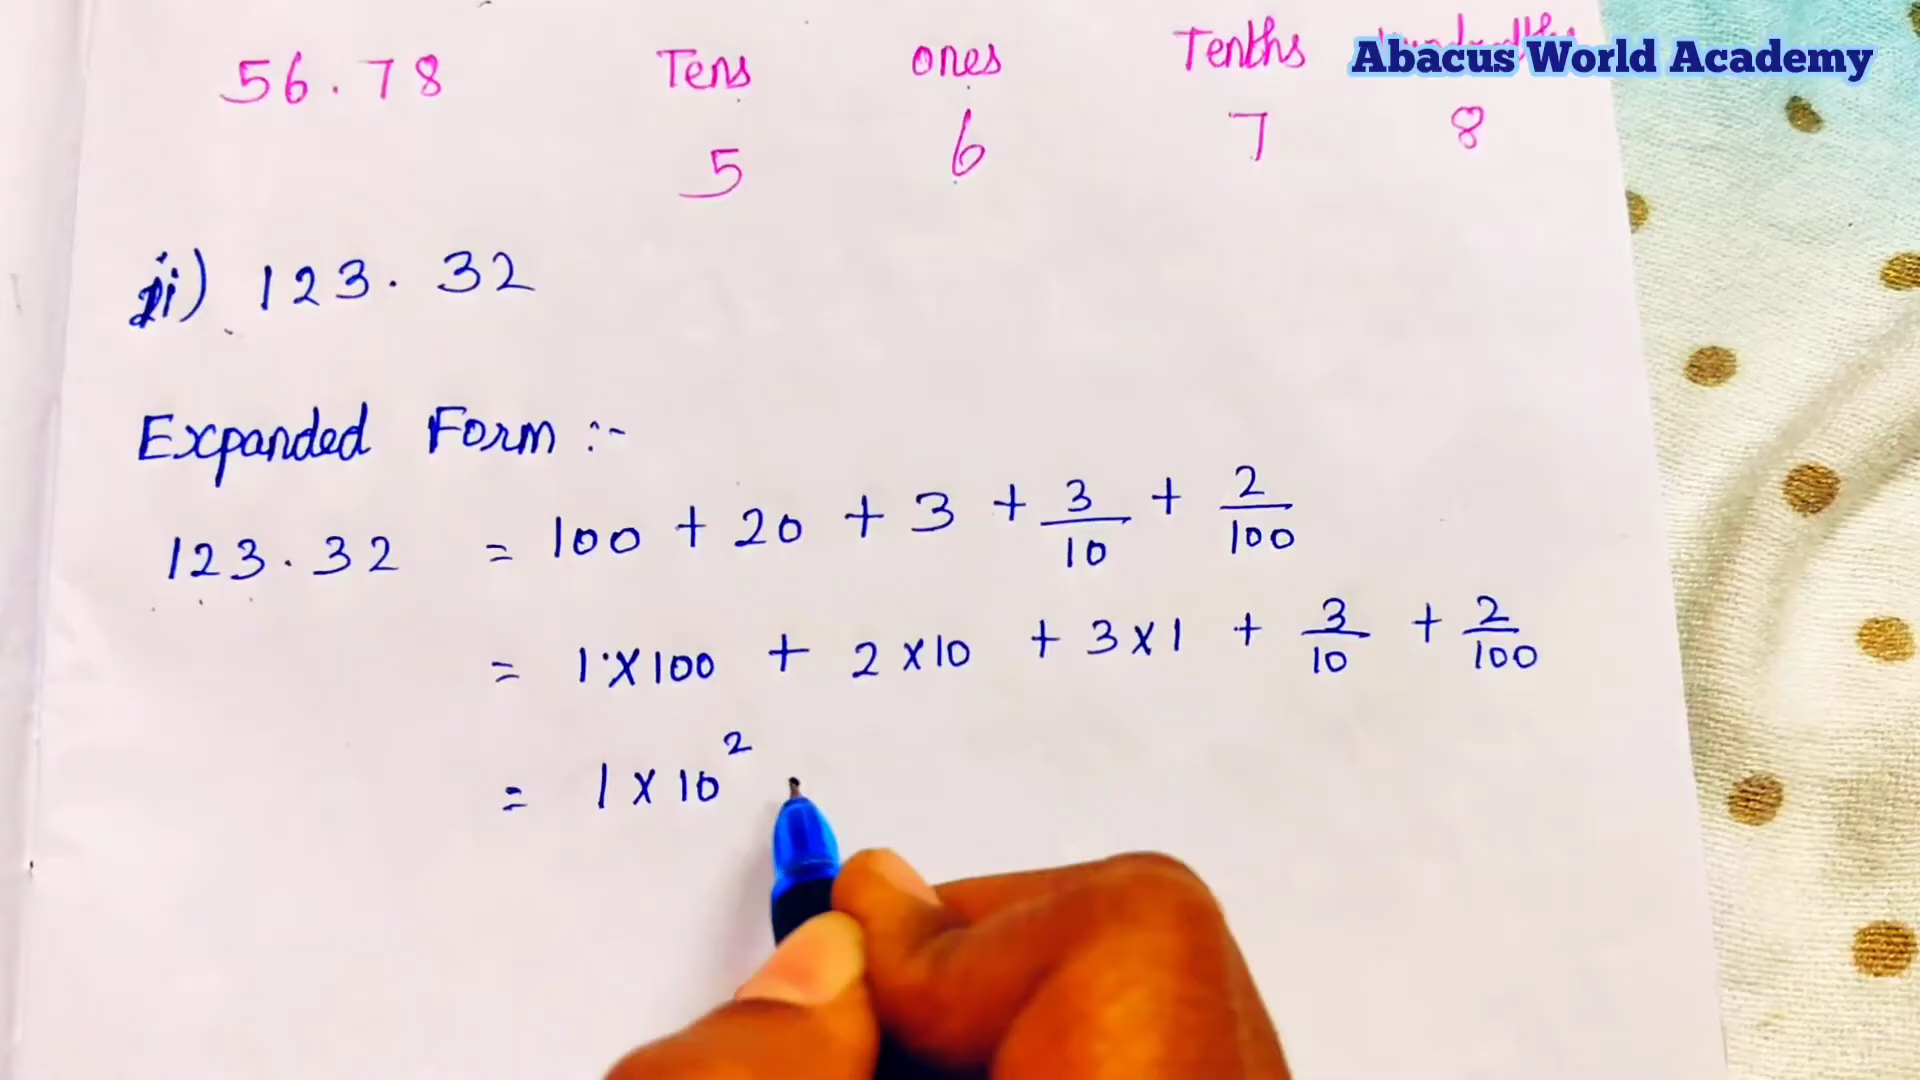 56.78 Tens ones Tenths
Abacus World Academy
5 6 7 8
ii) 123.32
Expanded Form :-
123.32 = 100 + 20 + 3 + 3/10 + 2/100
= 1×100 + 2×10 + 3×1 + 3/10 + 2/100
= 1×10²